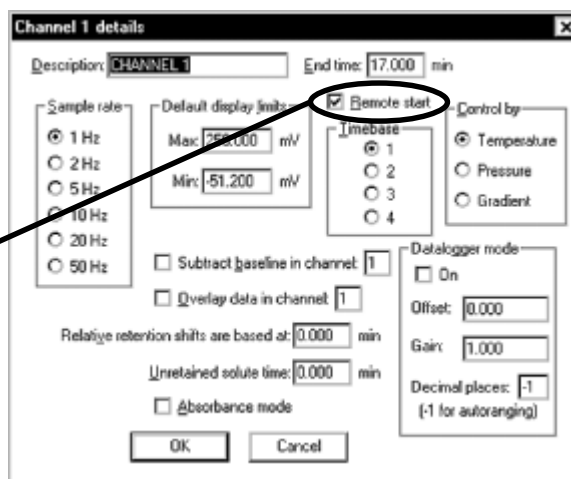 Channel 1 details
Description: CHANNEL 1 End time: 17.000 min
Sample rate
1 Hz
2 Hz
5 Hz
10 Hz
20 Hz
50 Hz
Default display limits
Max: 250.000 mV
Min: -51.200 mV
Remote start
Timebase
1
2
3
4
Control by
Temperature
Pressure
Gradient
Subtract baseline in channel: 1
Overlay data in channel: 1
Relative retention shifts are based at: 0.000 min
Unretained solute time: 0.000 min
Absorbance mode
Datalogger mode
On
Offset: 0.000
Gain: 1.000
Decimal places: -1
(-1 for autoranging)
OK Cancel